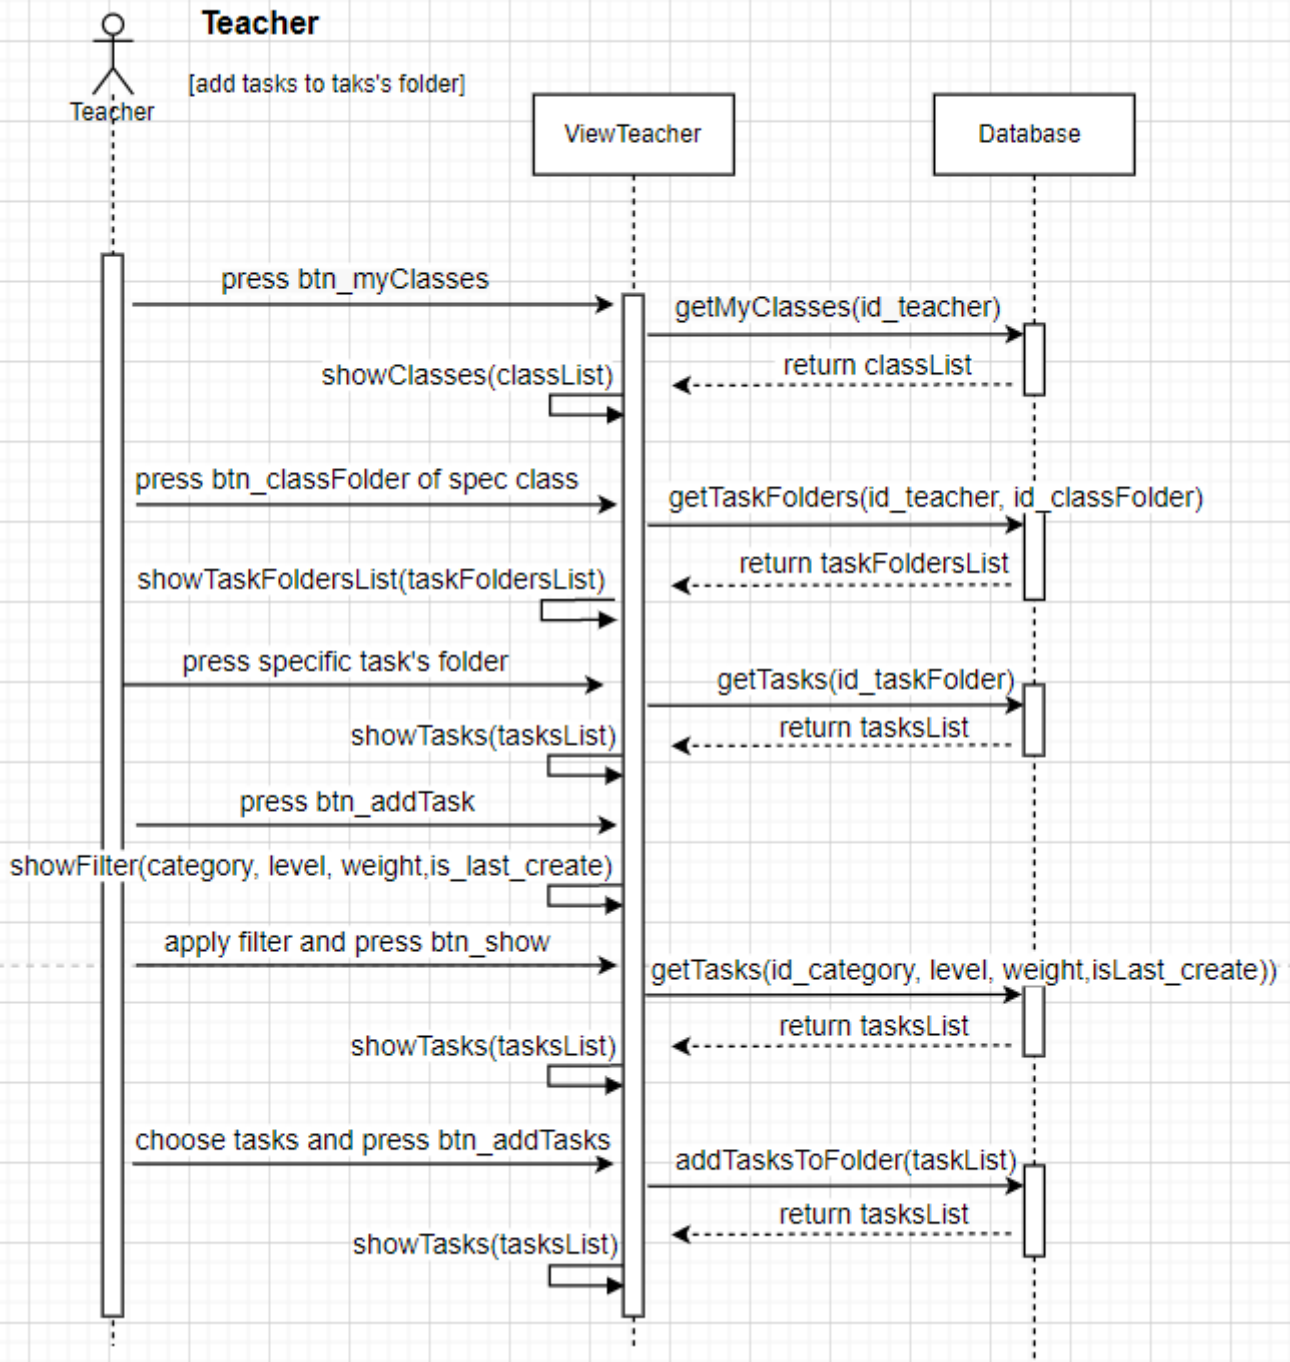 Teacher
[add tasks to taks's folder]
Teacher
ViewTeacher
Database
press btn_myClasses
getMyClasses(id_teacher)
return classList
showClasses(classList)
press btn_classFolder of spec class
getTaskFolders(id_teacher, id_classFolder)
return taskFoldersList
showTaskFoldersList(taskFoldersList)
press specific task's folder
getTasks(id_taskFolder)
return tasksList
showTasks(tasksList)
press btn_addTask
showFilter(category, level, weight,is_last_create)
apply filter and press btn_show
getTasks(id_category, level, weight,isLast_create))
return tasksList
showTasks(tasksList)
choose tasks and press btn_addTasks
addTasksToFolder(taskList)
return tasksList
showTasks(tasksList)